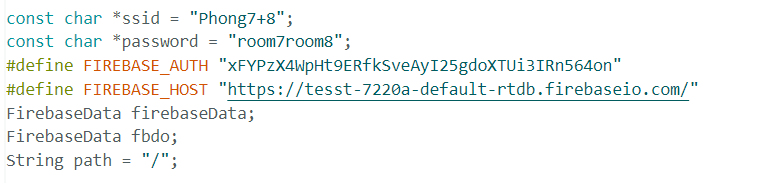 const char *ssid = "Phong7+8";
const char *password = "room7room8";
#define FIREBASE_AUTH "xFYPzX4WpHt9ERfkSveAyI25gdoXTUi3IRn564on"
#define FIREBASE_HOST "https://tesst-7220a-default-rtdb.firebaseio.com/"
FirebaseData firebaseData;
FirebaseData fbdo;
String path = "/";